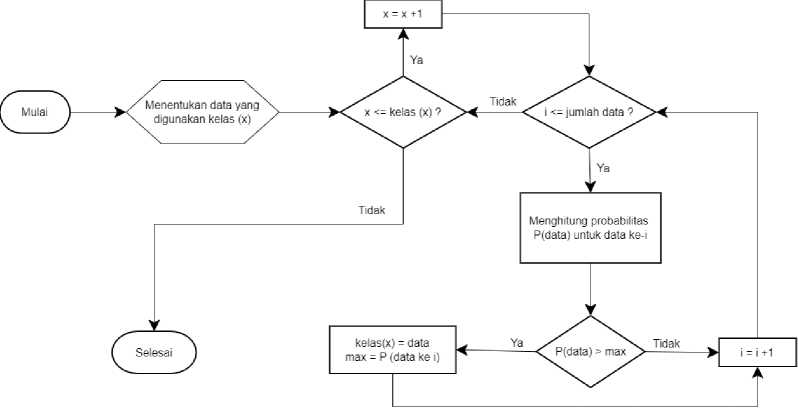 x = x +1
Ya
Mulai
Menentukan data yang
digunakan kelas (x)
x <= kelas (x) ?
Tidak
i <= jumlah data ?
Ya
Tidak
Menghitung probabilitas
P(data) untuk data ke-i
Selesai
kelas(x) = data
max = P (data ke i)
Ya
P(data) > max
Tidak
i = i +1